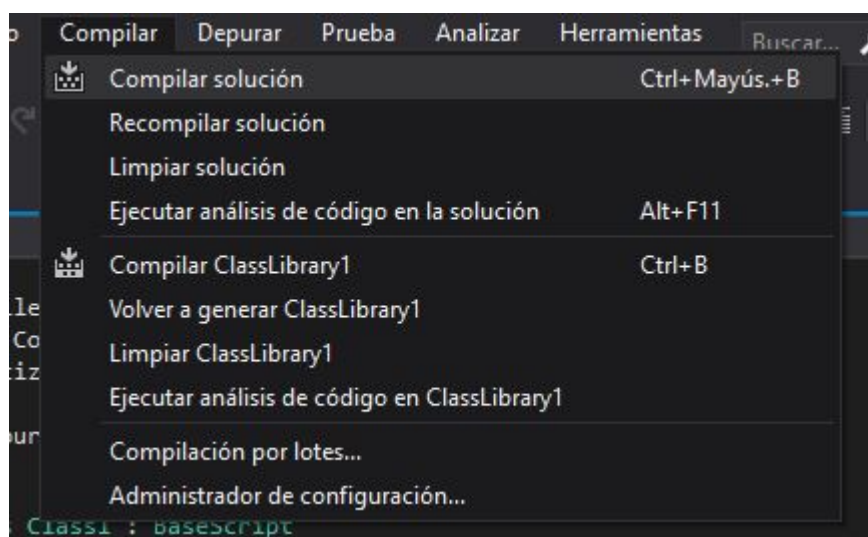 Compilar Depurar Prueba Analizar Herramientas Buscar...
Compilar solución Ctrl+Mayús.+B
Recompilar solución
Limpiar solución
Ejecutar análisis de código en la solución Alt+F11
Compilar ClassLibrary1 Ctrl+B
Volver a generar ClassLibrary1
Limpiar ClassLibrary1
Ejecutar análisis de código en ClassLibrary1
Compilación por lotes...
Administrador de configuración...
Class1 : BaseScript